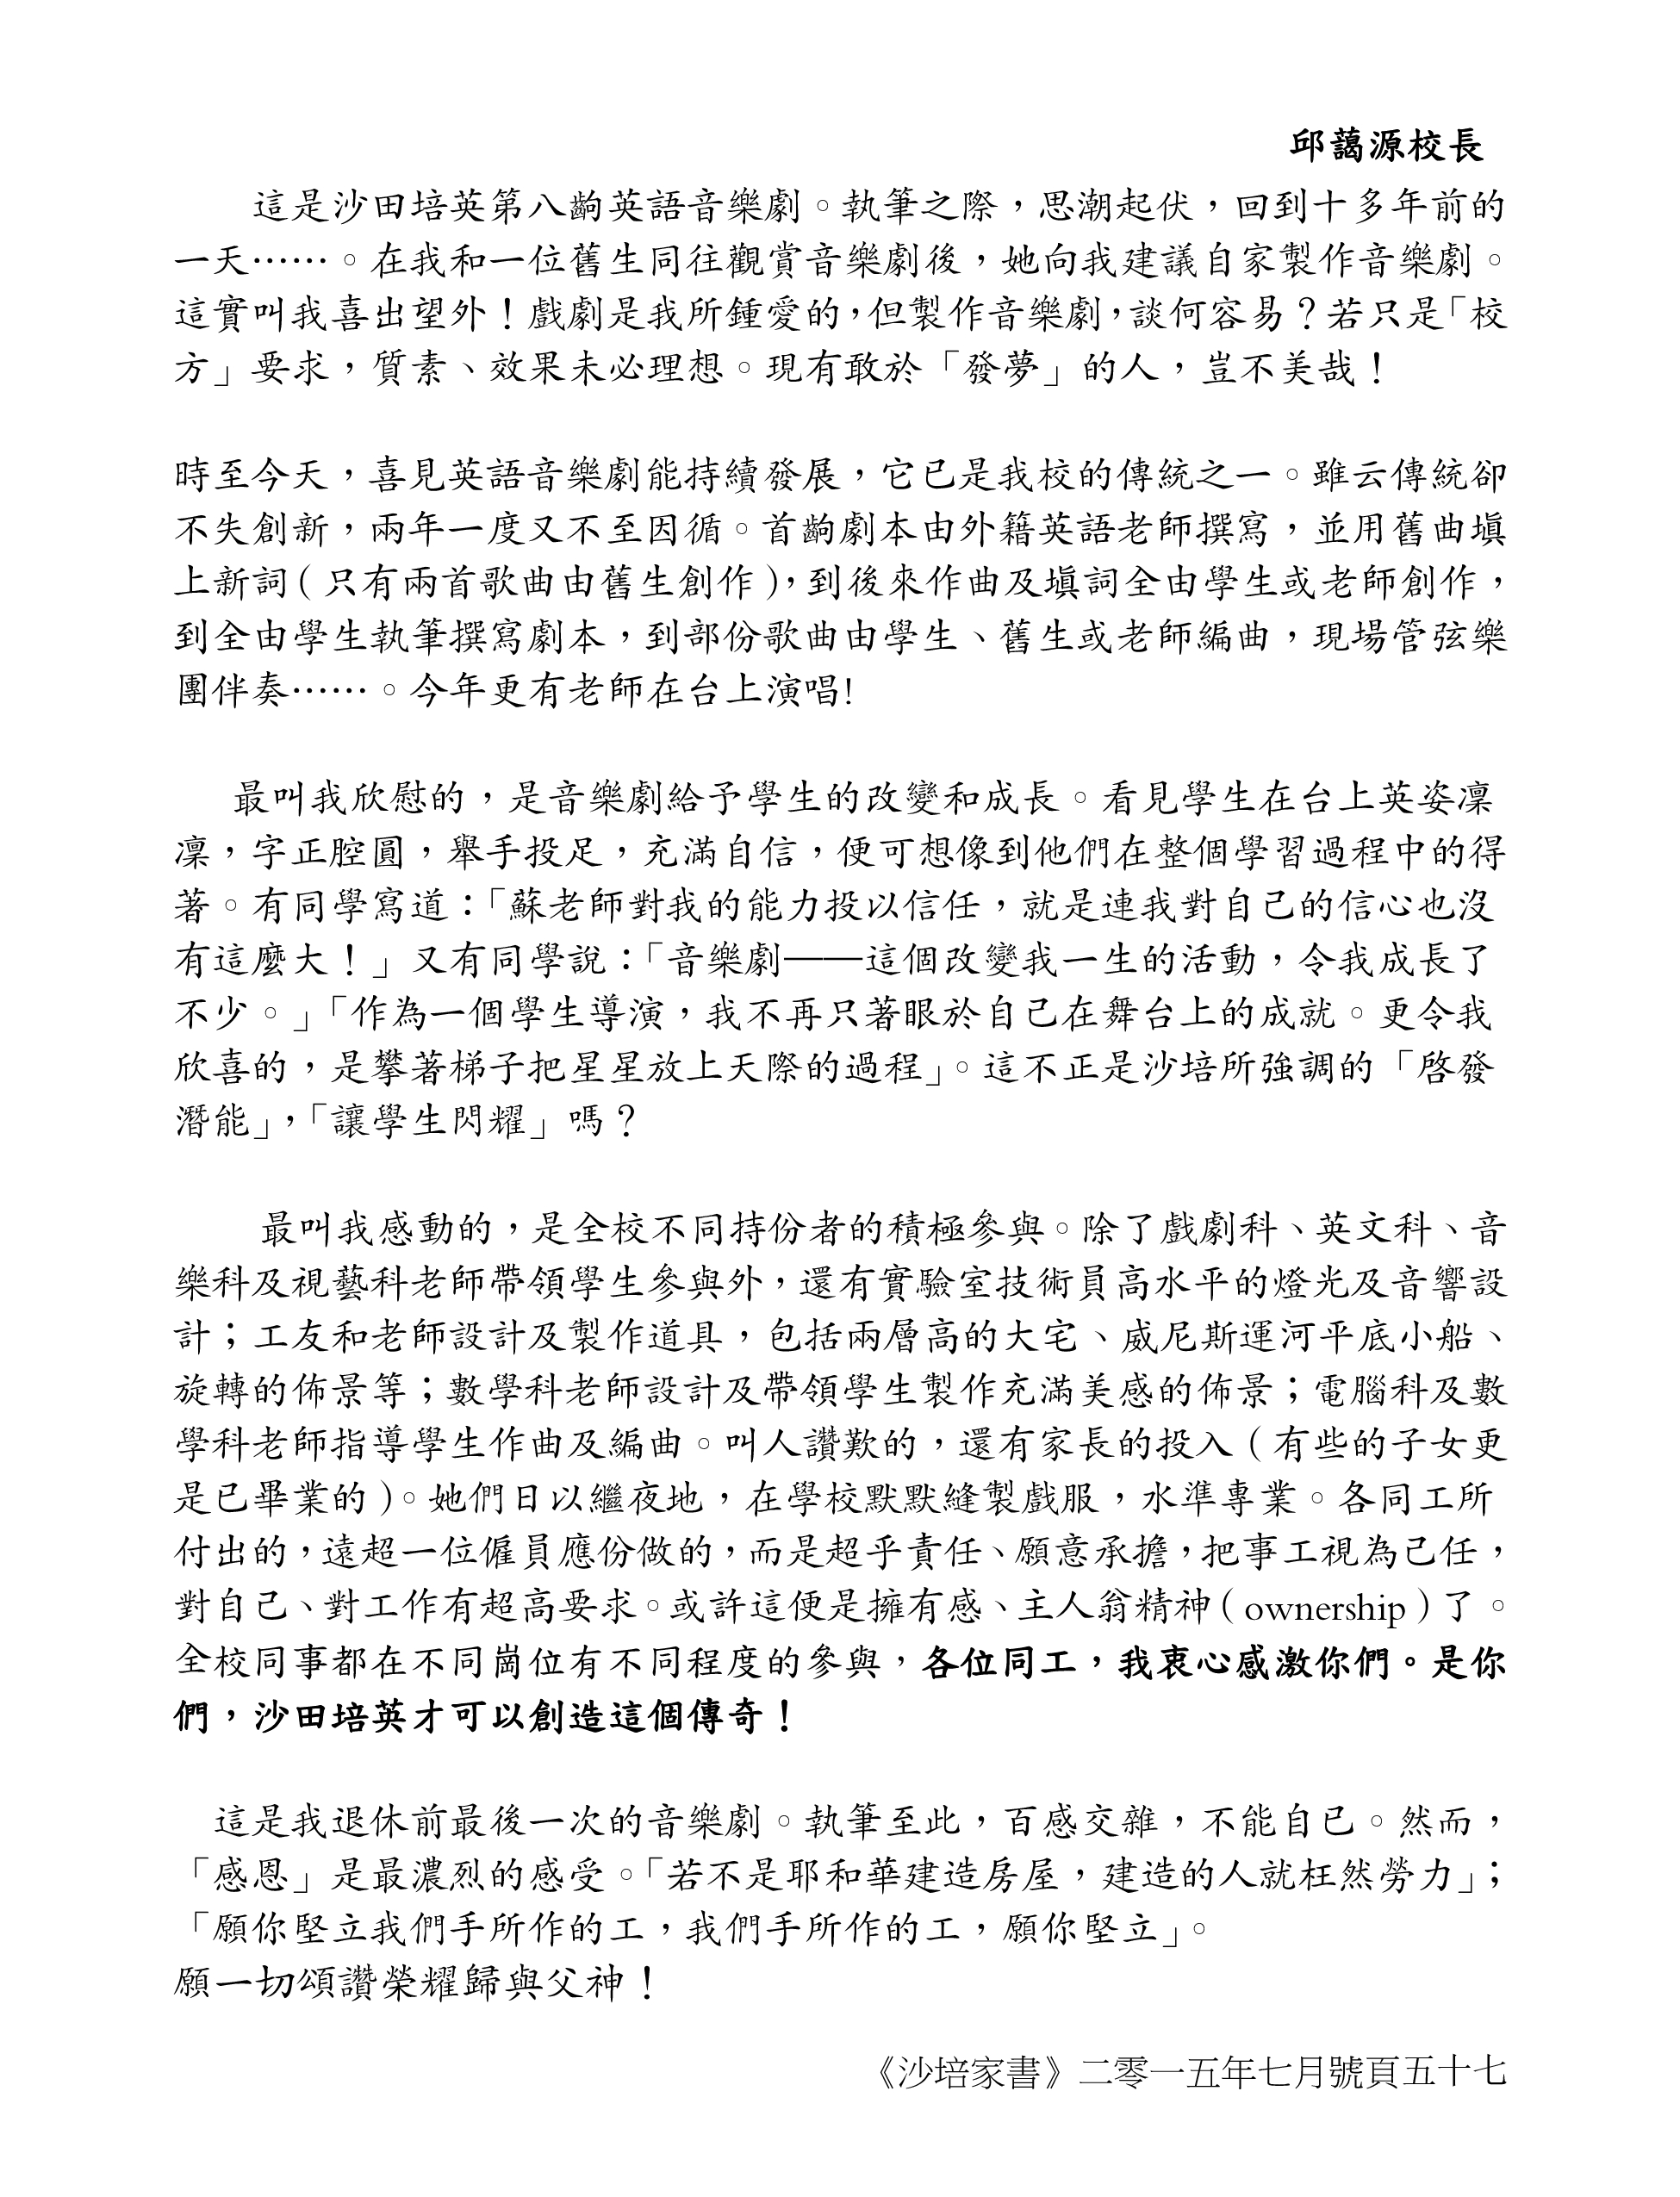 邱藹源校長
這是沙田培英第八齣英語音樂劇。執筆之際，思潮起伏，回到十多年前的
一天……。在我和一位舊生同往觀賞音樂劇後，她向我建議自家製作音樂劇。
這實叫我喜出望外！戲劇是我所鍾愛的，但製作音樂劇，談何容易？若只是「校
方」要求，質素、效果未必理想。現有敢於「發夢」的人，豈不美哉！
時至今天，喜見英語音樂劇能持續發展，它已是我校的傳統之一。雖云傳統卻
不失創新，兩年一度又不至因循。首齣劇本由外籍英語老師撰寫，並用舊曲填
上新詞（只有兩首歌曲由舊生創作），到後來作曲及填詞全由學生或老師創作，
到全由學生執筆撰寫劇本，到部份歌曲由學生、舊生或老師編曲，現場管弦樂
團伴奏……。今年更有老師在台上演唱!
最叫我欣慰的，是音樂劇給予學生的改變和成長。看見學生在台上英姿凜
凜，字正腔圓，舉手投足，充滿自信，便可想像到他們在整個學習過程中的得
著。有同學寫道：「蘇老師對我的能力投以信任，就是連我對自己的信心也沒
有這麼大！」又有同學說：「音樂劇——這個改變我一生的活動，令我成長了
不少。」「作為一個學生導演，我不再只著眼於自己在舞台上的成就。更令我
欣喜的，是攀著梯子把星星放上天際的過程」。這不正是沙培所強調的「啓發
潛能」，「讓學生閃耀」嗎？
最叫我感動的，是全校不同持份者的積極參與。除了戲劇科、英文科、音
樂科及視藝科老師帶領學生參與外，還有實驗室技術員高水平的燈光及音響設
計；工友和老師設計及製作道具，包括兩層高的大宅、威尼斯運河平底小船、
旋轉的佈景等；數學科老師設計及帶領學生製作充滿美感的佈景；電腦科及數
學科老師指導學生作曲及編曲。叫人讚歎的，還有家長的投入（有些的子女更
是已畢業的）。她們日以繼夜地，在學校默默縫製戲服，水準專業。各同工所
付出的，遠超一位僱員應份做的，而是超乎責任、願意承擔，把事工視為己任，
對自己、對工作有超高要求。或許這便是擁有感、主人翁精神（ownership）了。
全校同事都在不同崗位有不同程度的參與，各位同工，我衷心感激你們。是你
們，沙田培英才可以創造這個傳奇！
這是我退休前最後一次的音樂劇。執筆至此，百感交雜，不能自已。然而，
「感恩」是最濃烈的感受。「若不是耶和華建造房屋，建造的人就枉然勞力」；
「願你堅立我們手所作的工，我們手所作的工，願你堅立」。
願一切頌讚榮耀歸與父神！
《沙培家書》二零一五年七月號頁五十七